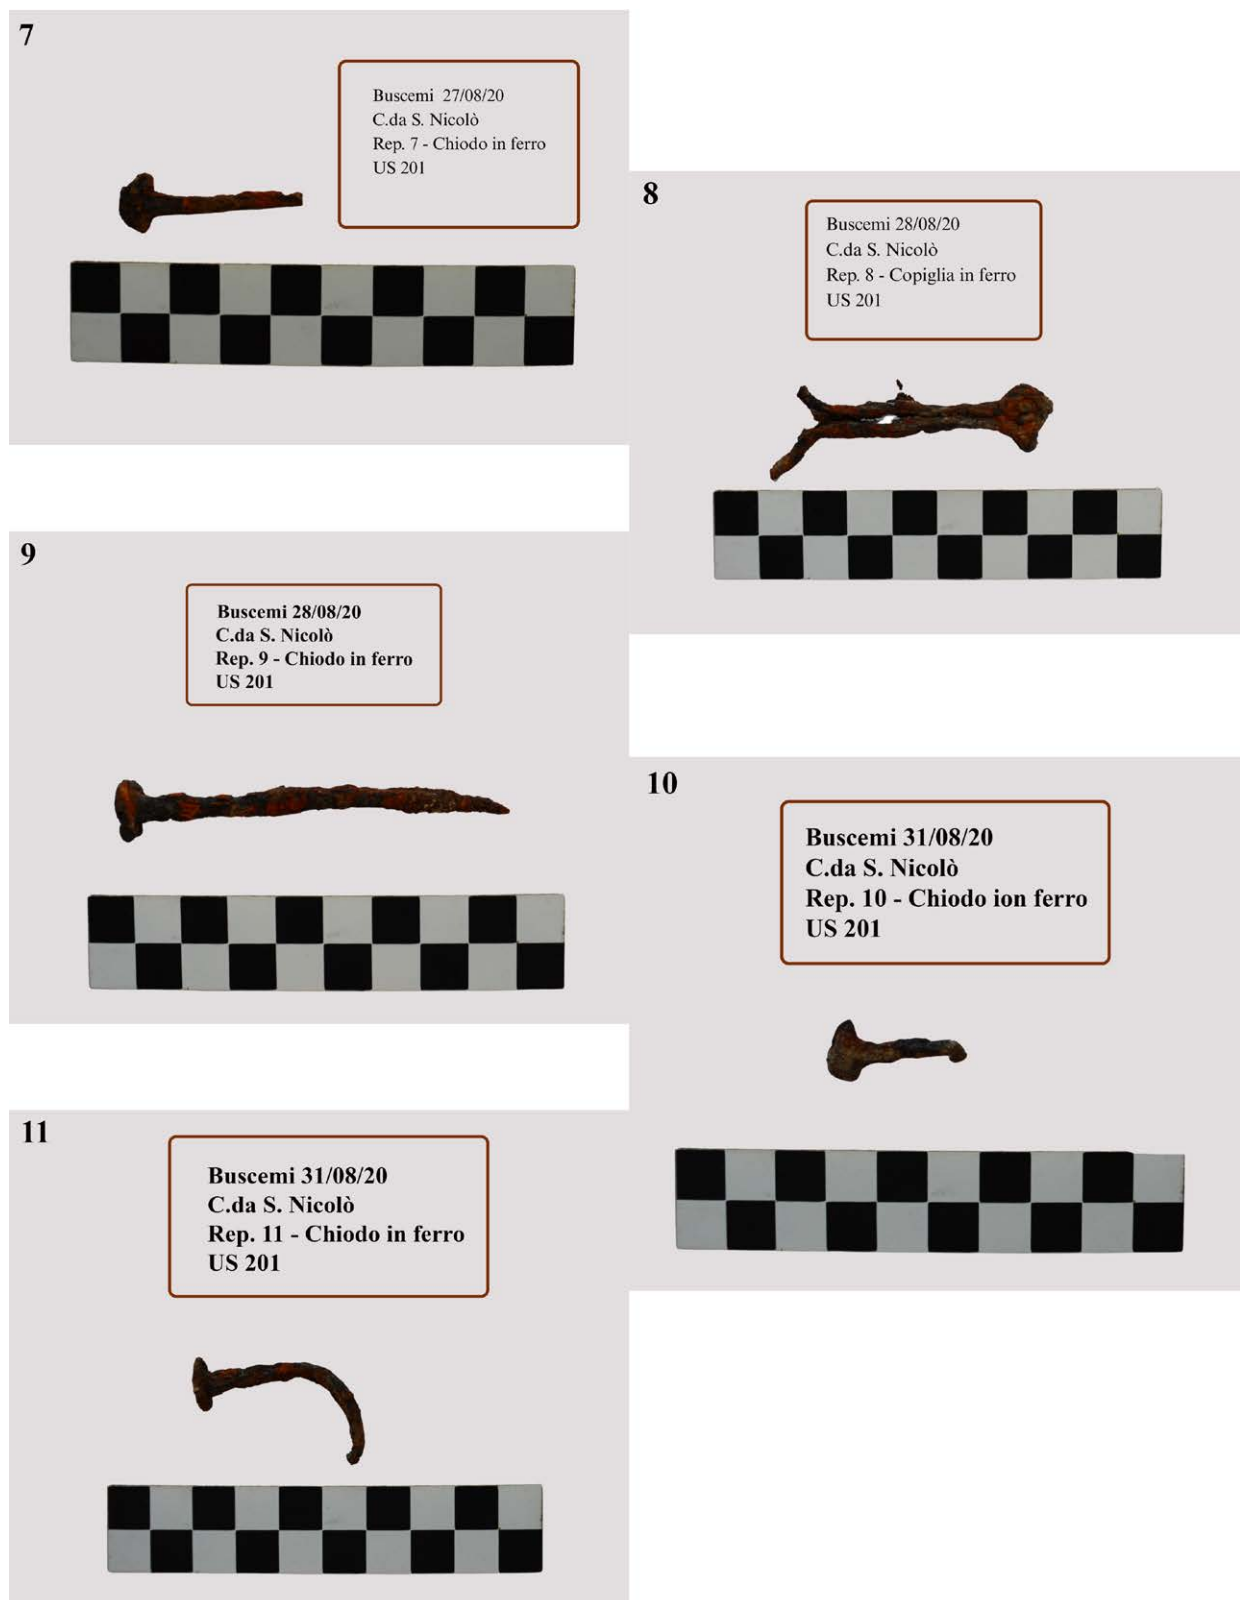 7
Buscemi 27/08/20
C.da S. Nicolò
Rep. 7 - Chiodo in ferro
US 201
8
Buscemi 28/08/20
C.da S. Nicolò
Rep. 8 - Copiglia in ferro
US 201
9
Buscemi 28/08/20
C.da S. Nicolò
Rep. 9 - Chiodo in ferro
US 201
10
Buscemi 31/08/20
C.da S. Nicolò
Rep. 10 - Chiodo ion ferro
US 201
11
Buscemi 31/08/20
C.da S. Nicolò
Rep. 11 - Chiodo in ferro
US 201